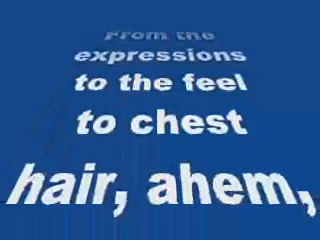 From the
expressions
to the feel
to chest
hair, ahem,